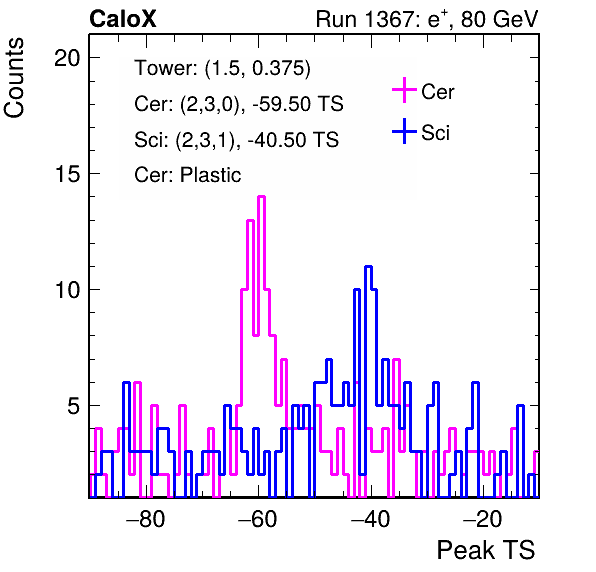 CaloX Run 1367: e⁺, 80 GeV
Counts
20
15
10
5
Tower: (1.5, 0.375)
Cer: (2,3,0), -59.50 TS
Sci: (2,3,1), -40.50 TS
Cer: Plastic
Cer
Sci
−80 −60 −40 −20
Peak TS